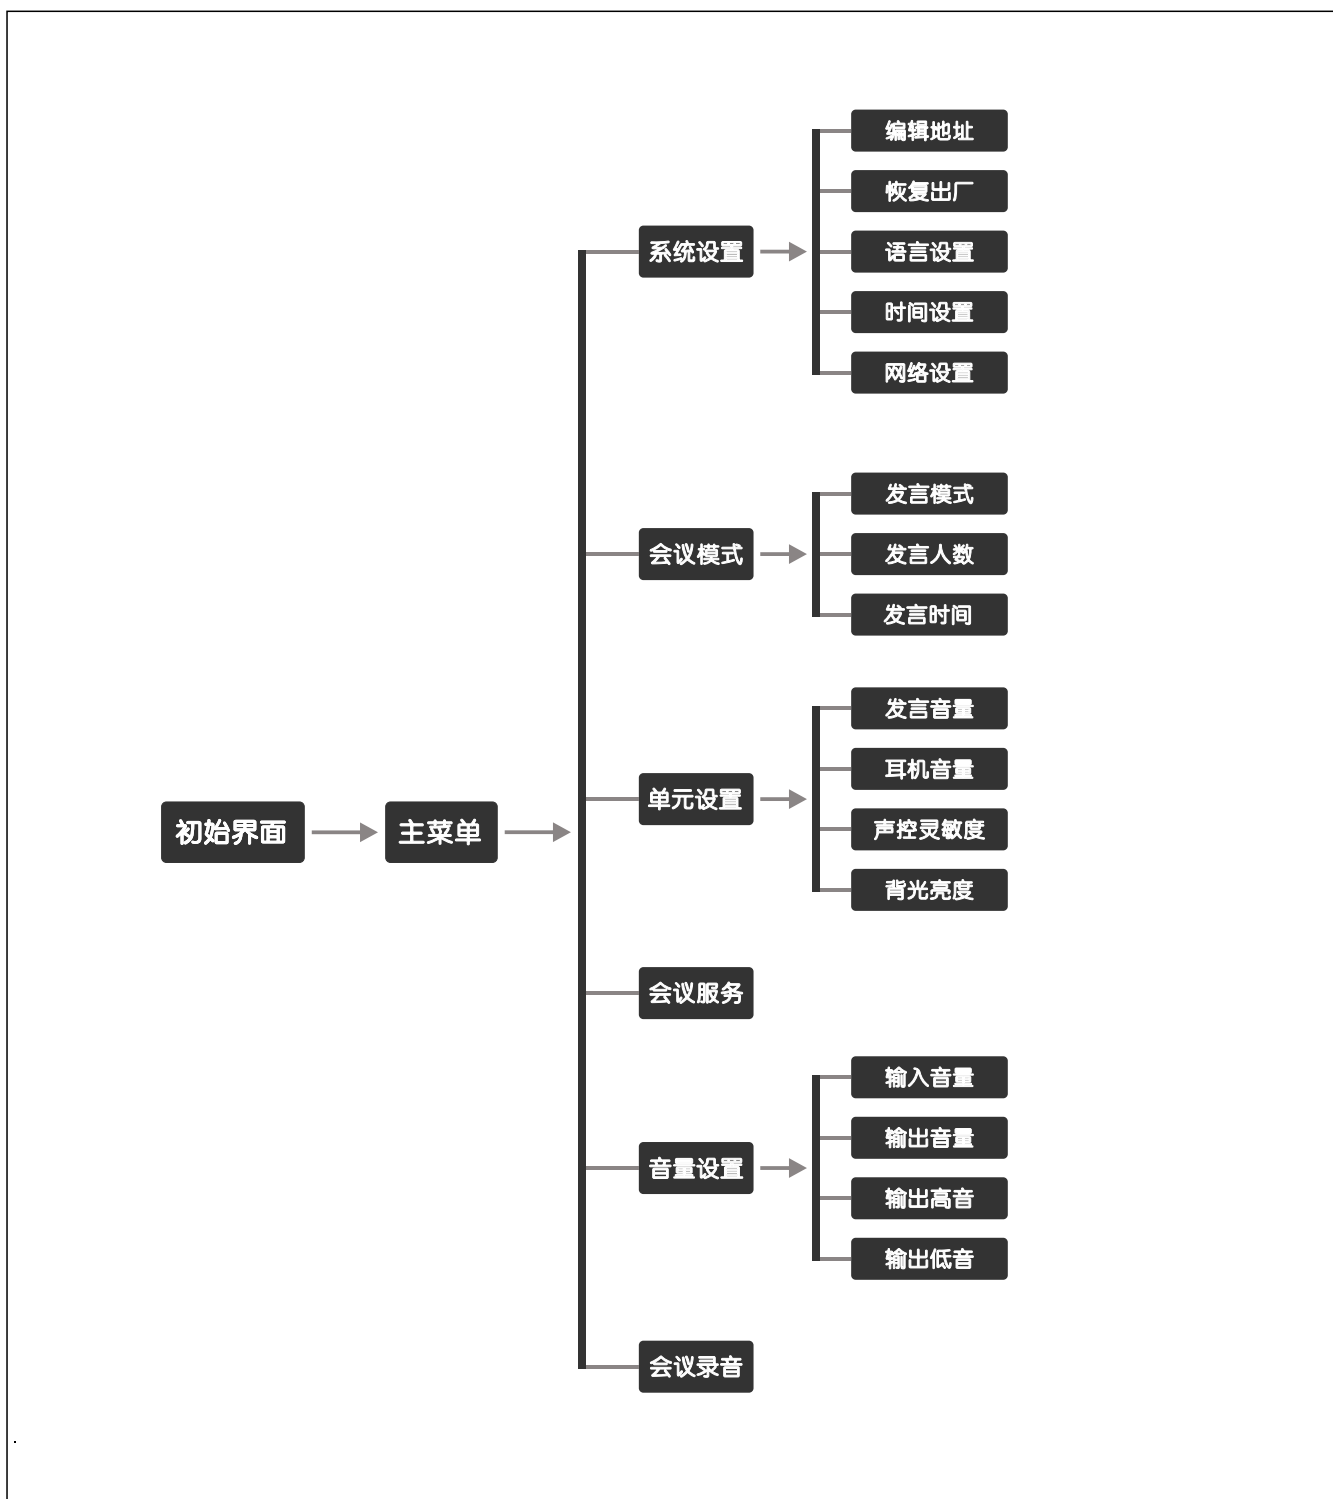 初始界面
主菜单
系统设置
编辑地址
恢复出厂
语言设置
时间设置
网络设置
会议模式
发言模式
发言人数
发言时间
单元设置
发言音量
耳机音量
声控灵敏度
背光亮度
会议服务
音量设置
输入音量
输出音量
输出高音
输出低音
会议录音